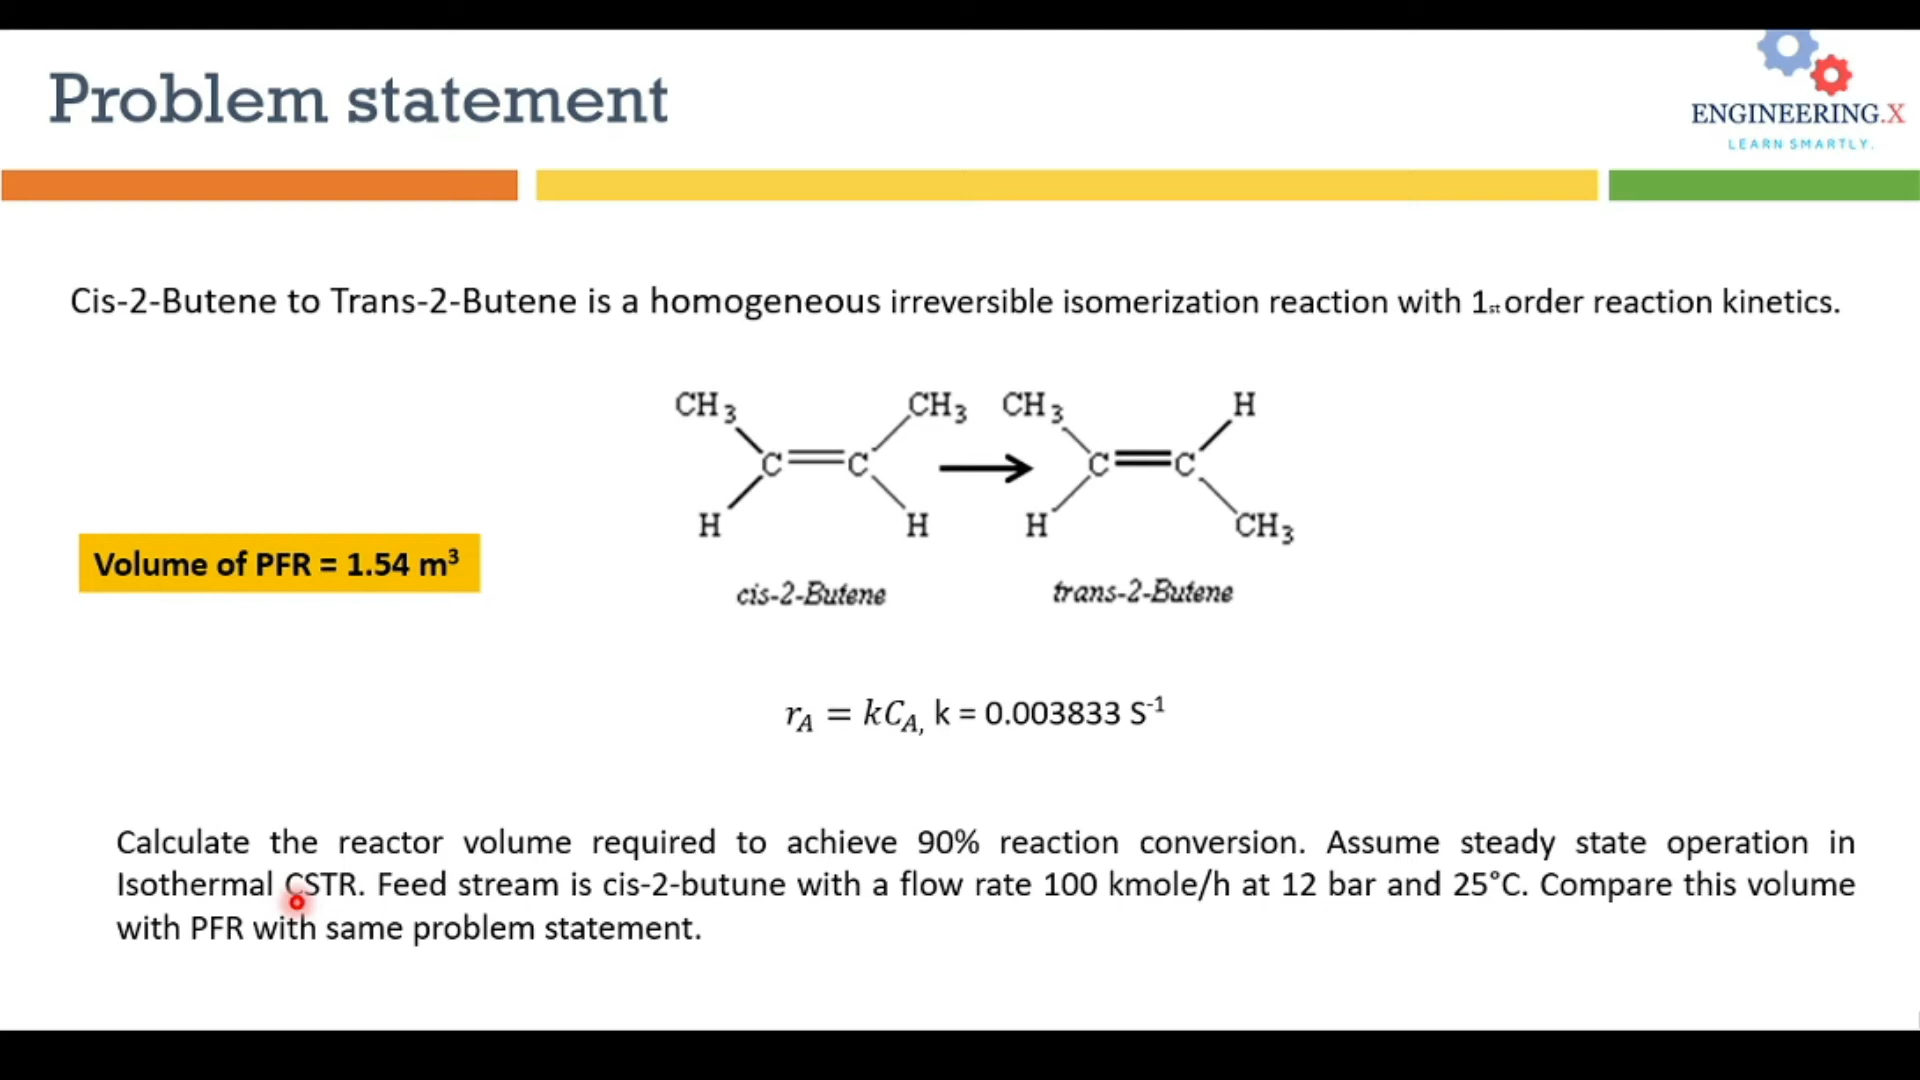 Problem statement
ENGINEERING.X
LEARN SMARTLY.
Cis-2-Butene to Trans-2-Butene is a homogeneous irreversible isomerization reaction with 1st order reaction kinetics.
CH3 CH3 CH3 H
C C C C
H H H CH3
Volume of PFR = 1.54 m³
cis-2-Butene trans-2-Butene
rA = kCA, k = 0.003833 S⁻¹
Calculate the reactor volume required to achieve 90% reaction conversion. Assume steady state operation in
Isothermal CSTR. Feed stream is cis-2-butune with a flow rate 100 kmole/h at 12 bar and 25°C. Compare this volume
with PFR with same problem statement.